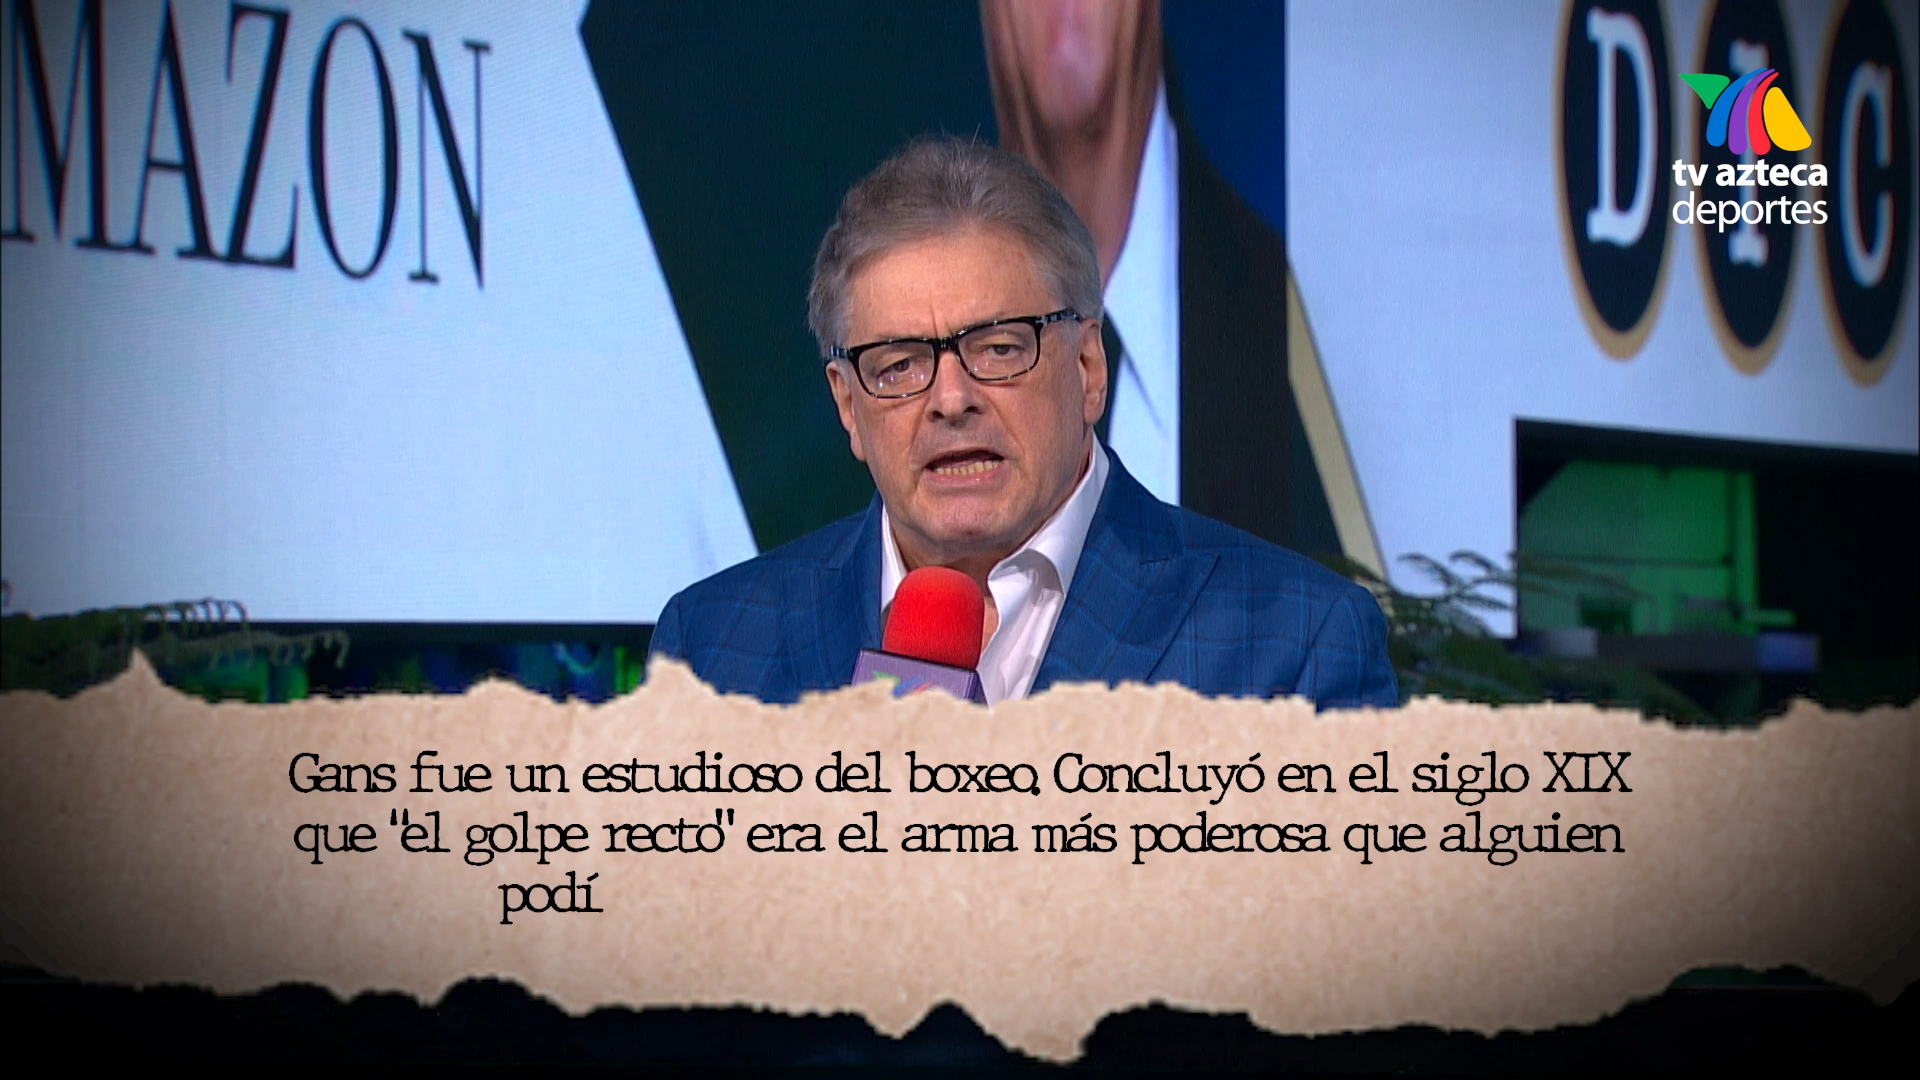 MAZON
DIC
tv azteca
deportes
Gans fue un estudioso del boxeo. Concluyó en el siglo XIX
que "el golpe recto" era el arma más poderosa que alguien
podí